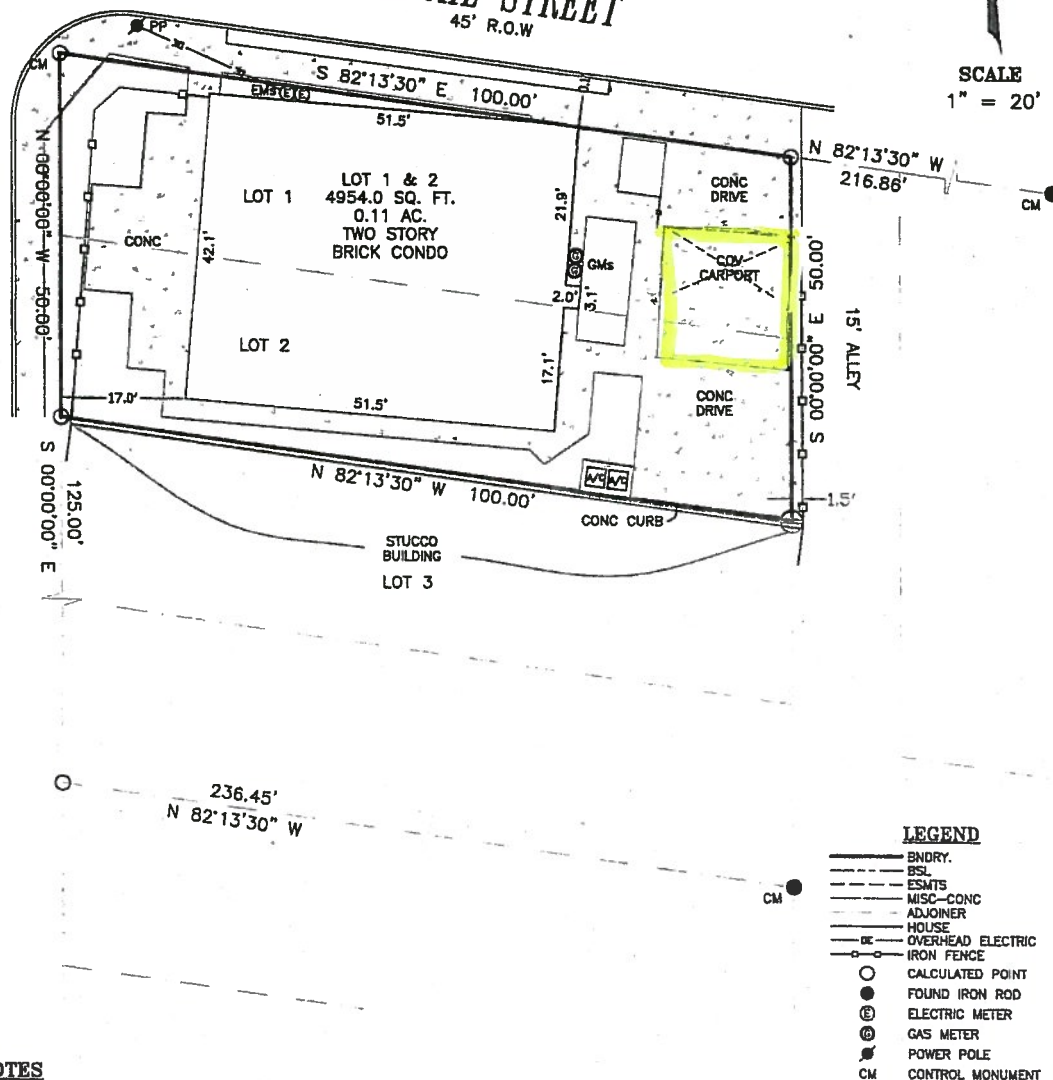 STREET
45' R.O.W
SCALE
1" = 20'
PP
CM
EMs E E
S 82°13'30" E 100.00'
51.5'
N 82°13'30" W
216.86'
CM
N 00°00'00" W 50.00'
LOT 1
LOT 1 & 2
4954.0 SQ. FT.
0.11 AC.
TWO STORY
BRICK CONDO
CONC
42.1'
21.9'
CONC
DRIVE
COV
CARPORT
GMs
2.0'
3.1'
S 00°00'00" E 50.00'
15' ALLEY
LOT 2
17.1'
17.0'
51.5'
CONC
DRIVE
A/C A/C
N 82°13'30" W 100.00'
CONC CURB
1.5'
S 00°00'00" E
125.00'
STUCCO
BUILDING
LOT 3
236.45'
N 82°13'30" W
CM
LEGEND
BNDRY.
BSL
ESMTS
MISC-CONC
ADJOINER
HOUSE
OE OVERHEAD ELECTRIC
IRON FENCE
CALCULATED POINT
FOUND IRON ROD
E ELECTRIC METER
G GAS METER
POWER POLE
CM CONTROL MONUMENT